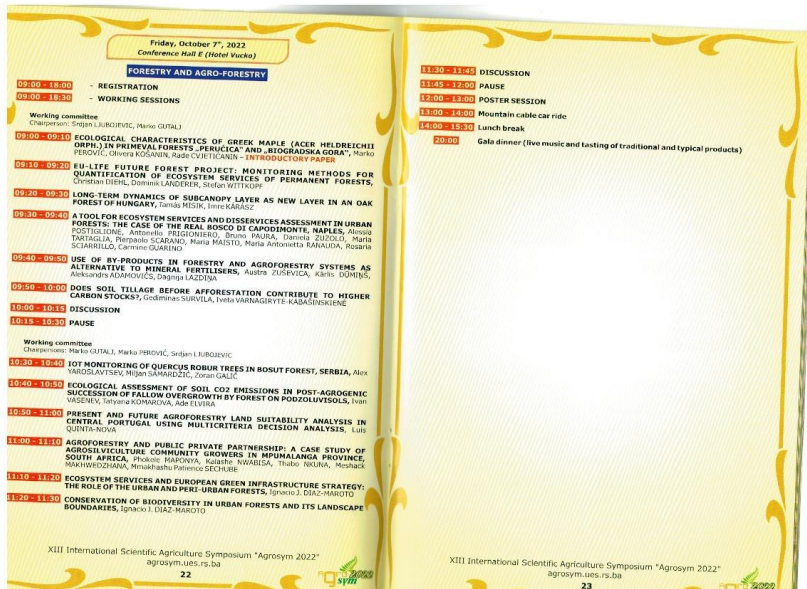 Friday, October 7th, 2022
Conference Hall E (Hotel Vucko)
FORESTRY AND AGRO-FORESTRY
09:00 - 18:00 - REGISTRATION
09:00 - 18:30 - WORKING SESSIONS
Working committee
Chairperson: Srdjan LJUBOJEVIC, Marko GUTALJ
09:00 - 09:10 ECOLOGICAL CHARACTERISTICS OF GREEK MAPLE (ACER HELDREICHII
ORPH.) IN PRIMEVAL FORESTS „PERUĆICA" AND „BIOGRADSKA GORA", Marko
PEROVIĆ, Olivera KOŠANIN, Rade CVJETICANIN – INTRODUCTORY PAPER
09:10 - 09:20 EU-LIFE FUTURE FOREST PROJECT: MONITORING METHODS FOR
QUANTIFICATION OF ECOSYSTEM SERVICES OF PERMANENT FORESTS,
Christian DIEHL, Dominik LANDERER, Stefan WITTKOPF
09:20 - 09:30 LONG-TERM DYNAMICS OF SUBCANOPY LAYER AS NEW LAYER IN AN OAK
FOREST OF HUNGARY, Tamás MISIK, Imre KÁRÁSZ
09:30 - 09:40 A TOOL FOR ECOSYSTEM SERVICES AND DISSERVICES ASSESSMENT IN URBAN
FORESTS: THE CASE OF THE REAL BOSCO DI CAPODIMONTE, NAPLES, Alessia
POSTIGLIONE, Antonello PRIGIONIERO, Bruno PAURA, Daniela ZUZOLO, Maria
TARTAGLIA, Pierpaolo SCARANO, Maria MAISTO, Maria Antonietta RANAUDA, Rosaria
SCIARRILLO, Carmine GUARINO
09:40 - 09:50 USE OF BY-PRODUCTS IN FORESTRY AND AGROFORESTRY SYSTEMS AS
ALTERNATIVE TO MINERAL FERTILISERS, Austra ZUŠEVICA, Kārlis DŪMIŅŠ,
Aleksandrs ADAMOVIČS, Dagnija LAZDIŅA
09:50 - 10:00 DOES SOIL TILLAGE BEFORE AFFORESTATION CONTRIBUTE TO HIGHER
CARBON STOCKS?, Gediminas SURVILA, Iveta VARNAGIRYTE-KABAŠINSKIENĖ
10:00 - 10:15 DISCUSSION
10:15 - 10:30 PAUSE
Working committee
Chairpersons: Marko GUTALJ, Marko PEROVIĆ, Srdjan LJUBOJEVIC
10:30 - 10:40 IOT MONITORING OF QUERCUS ROBUR TREES IN BOSUT FOREST, SERBIA, Alex
YAROSLAVTSEV, Miljan SAMARDŽIĆ, Zoran GALIĆ
10:40 - 10:50 ECOLOGICAL ASSESSMENT OF SOIL CO2 EMISSIONS IN POST-AGROGENIC
SUCCESSION OF FALLOW OVERGROWTH BY FOREST ON PODZOLUVISOLS, Ivan
VASENEV, Tatyana KOMAROVA, Ade ELVIRA
10:50 - 11:00 PRESENT AND FUTURE AGROFORESTRY LAND SUITABILITY ANALYSIS IN
CENTRAL PORTUGAL USING MULTICRITERIA DECISION ANALYSIS, Luis
QUINTA-NOVA
11:00 - 11:10 AGROFORESTRY AND PUBLIC PRIVATE PARTNERSHIP: A CASE STUDY OF
AGROSILVICULTURE COMMUNITY GROWERS IN MPUMALANGA PROVINCE,
SOUTH AFRICA, Phokele MAPONYA, Kalashe NWABISA, Thabo NKUNA, Meshack
MAKHWEDZHANA, Mmakhashu Patience SECHUBE
11:10 - 11:20 ECOSYSTEM SERVICES AND EUROPEAN GREEN INFRASTRUCTURE STRATEGY:
THE ROLE OF THE URBAN AND PERI-URBAN FORESTS, Ignacio J. DIAZ-MAROTO
11:20 - 11:30 CONSERVATION OF BIODIVERSITY IN URBAN FORESTS AND ITS LANDSCAPE
BOUNDARIES, Ignacio J. DIAZ-MAROTO
XIII International Scientific Agriculture Symposium "Agrosym 2022"
agrosym.ues.rs.ba
22
agro sym 2022
11:30 - 11:45 DISCUSSION
11:45 - 12:00 PAUSE
12:00 - 13:00 POSTER SESSION
13:00 - 14:00 Mountain cable car ride
14:00 - 15:30 Lunch break
20:00 Gala dinner (live music and tasting of traditional and typical products)
XIII International Scientific Agriculture Symposium "Agrosym 2022"
agrosym.ues.rs.ba
23
2022